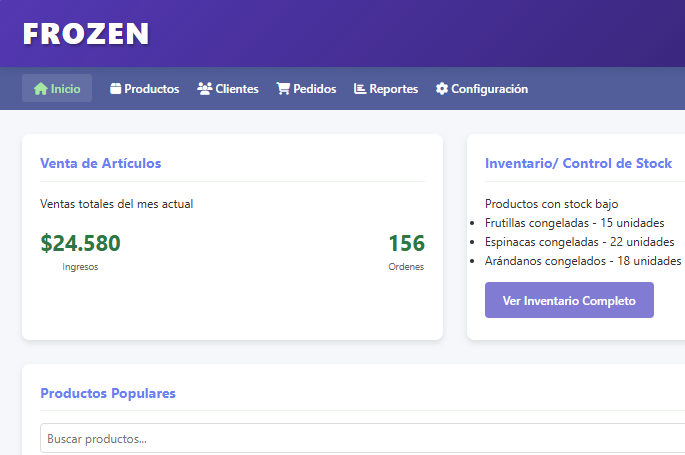 FROZEN
Inicio Productos Clientes Pedidos Reportes Configuración
Venta de Artículos
Ventas totales del mes actual
$24.580 156
Ingresos Ordenes
Inventario/ Control de Stock
Productos con stock bajo
Frutillas congeladas - 15 unidades
Espinacas congeladas - 22 unidades
Arándanos congelados - 18 unidades
Ver Inventario Completo
Productos Populares
Buscar productos...